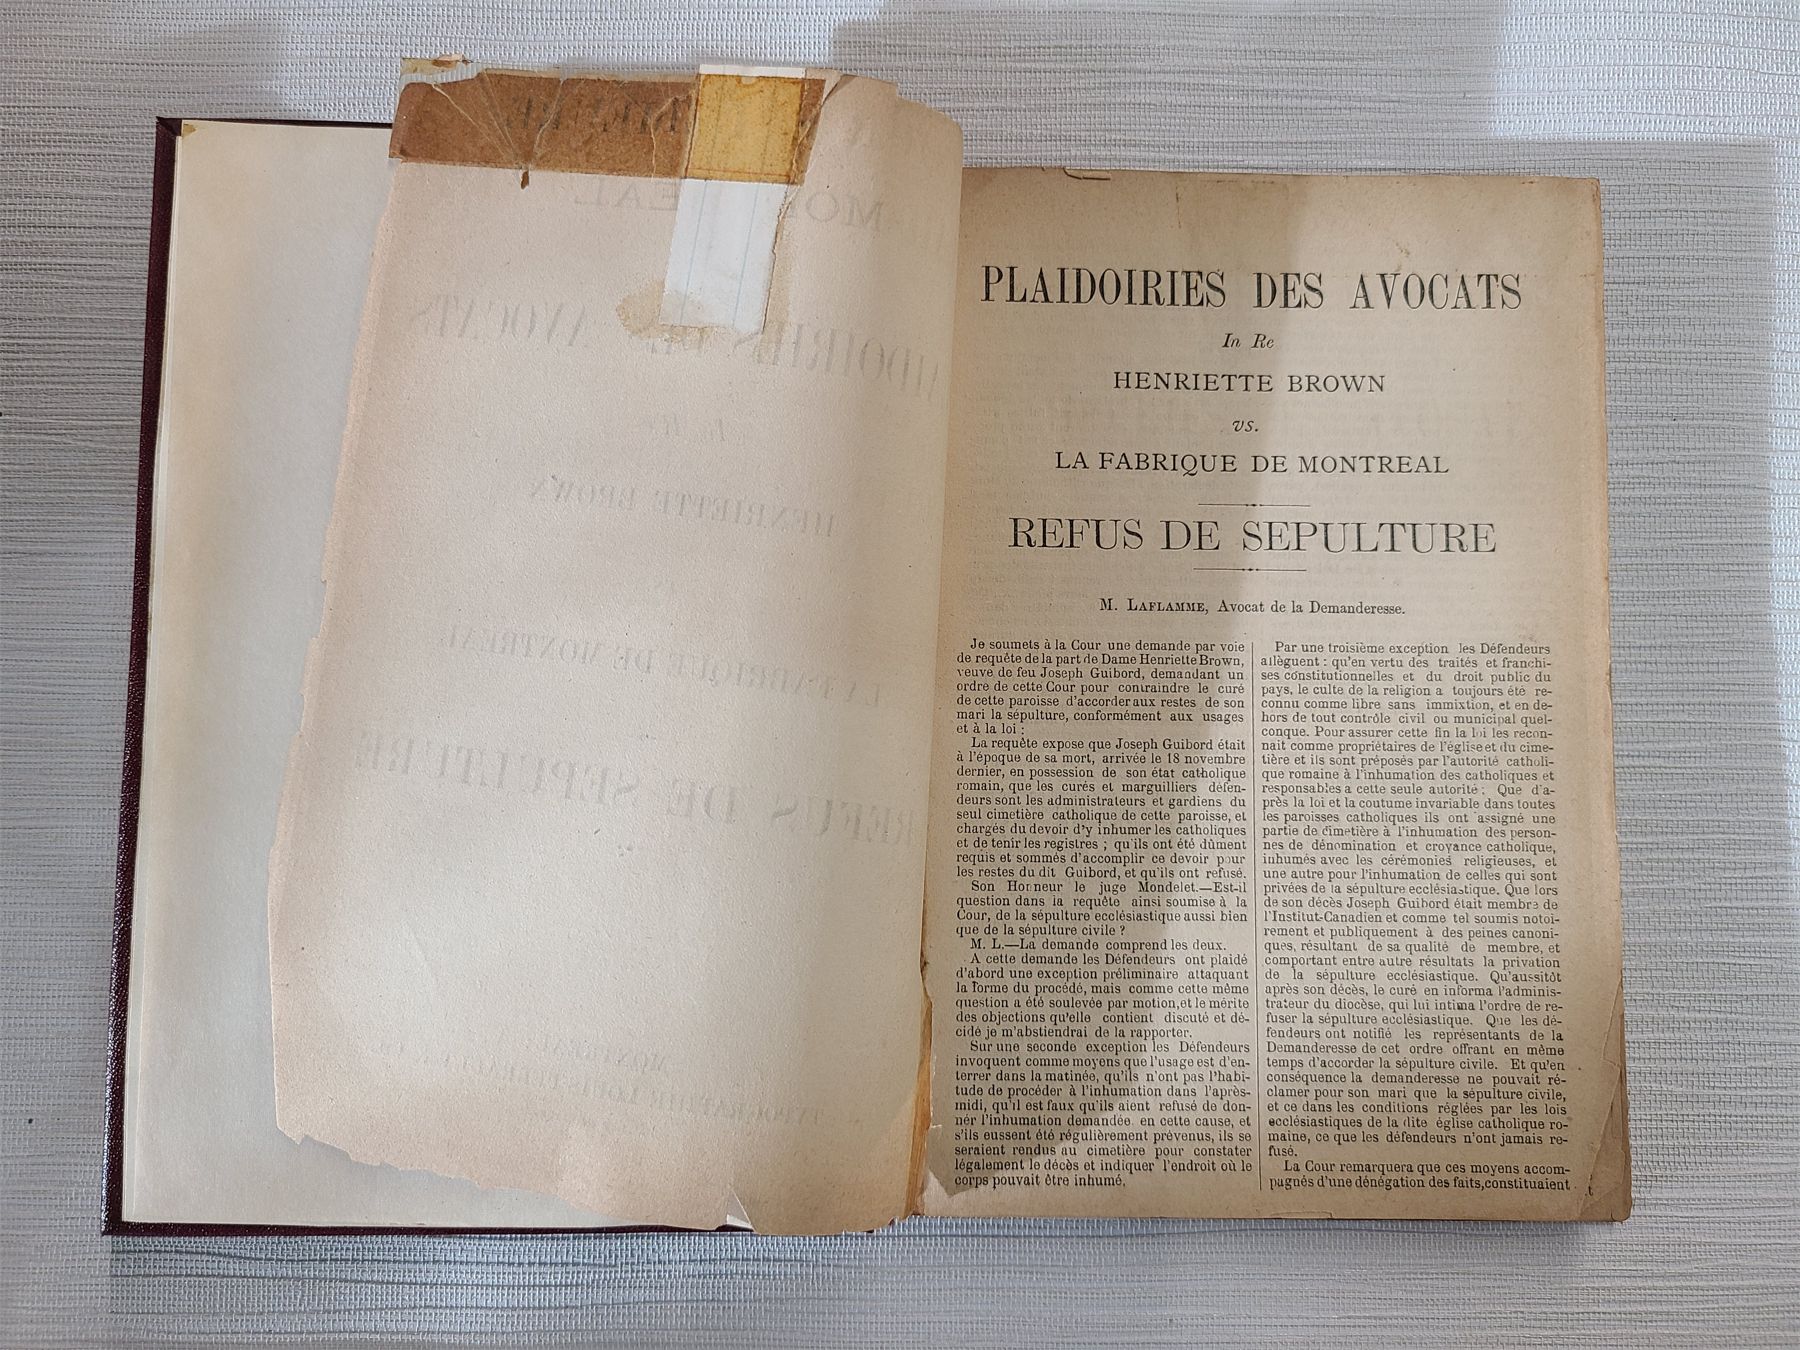 PLAIDOIRIES DES AVOCATS
In Re
HENRIETTE BROWN
vs.
LA FABRIQUE DE MONTREAL
REFUS DE SEPULTURE
M. LAFLAMME, Avocat de la Demanderesse.
Je soumets à la Cour une demande par voie
de requête de la part de Dame Henriette Brown,
veuve de feu Joseph Guibord, demandant un
ordre de cette Cour pour contraindre le curé
de cette paroisse d'accorder aux restes de son
mari la sépulture, conformément aux usages
et à la loi :
La requête expose que Joseph Guibord était
à l'époque de sa mort, arrivée le 18 novembre
dernier, en possession de son état catholique
romain, que les curés et marguilliers défen-
deurs sont les administrateurs et gardiens du
seul cimetière catholique de cette paroisse, et
chargés du devoir d'y inhumer les catholiques
et de tenir les registres ; qu'ils ont été dûment
requis et sommés d'accomplir ce devoir pour
les restes du dit Guibord, et qu'ils ont refusé.
Son Honneur le juge Mondelet.—Est-il
question dans la requête ainsi soumise à la
Cour, de la sépulture ecclésiastique aussi bien
que de la sépulture civile ?
M. L.—La demande comprend les deux.
A cette demande les Défendeurs ont plaidé
d'abord une exception préliminaire attaquant
la forme du procédé, mais comme cette même
question a été soulevée par motion, et le mérite
des objections qu'elle contient discuté et dé-
cidé je m'abstiendrai de la rapporter.
Sur une seconde exception les Défendeurs
invoquent comme moyens que l'usage est d'en-
terrer dans la matinée, qu'ils n'ont pas l'habi-
tude de procéder à l'inhumation dans l'après-
midi, qu'il est faux qu'ils aient refusé de don-
nér l'inhumation demandée en cette cause, et
s'ils eussent été régulièrement prévenus, ils se
seraient rendus au cimetière pour constater
légalement le décès et indiquer l'endroit où le
corps pouvait être inhumé.
Par une troisième exception les Défendeurs
allèguent : qu'en vertu des traités et franchi-
ses constitutionnelles et du droit public du
pays, le culte de la religion a toujours été re-
connu comme libre sans immixtion, et en de-
hors de tout contrôle civil ou municipal quel-
conque. Pour assurer cette fin la loi les recon-
nait comme propriétaires de l'église et du cime-
tière et ils sont préposés par l'autorité catholi-
que romaine à l'inhumation des catholiques et
responsables a cette seule autorité : Que d'a-
près la loi et la coutume invariable dans toutes
les paroisses catholiques ils ont assigné une
partie de cimetière à l'inhumation des person-
nes de dénomination et croyance catholique,
inhumés avec les cérémonies religieuses, et
une autre pour l'inhumation de celles qui sont
privées de la sépulture ecclésiastique. Que lors
de son décès Joseph Guibord était membre de
l'Institut-Canadien et comme tel soumis notoi-
rement et publiquement à des peines canoni-
ques, résultant de sa qualité de membre, et
comportant entre autre résultats la privation
de la sépulture ecclésiastique. Qu'aussitôt
après son décès, le curé en informa l'adminis-
trateur du diocèse, qui lui intima l'ordre de re-
fuser la sépulture ecclésiastique. Que les dé-
fendeurs ont notifié les représentants de la
Demanderesse de cet ordre offrant en même
temps d'accorder la sépulture civile. Et qu'en
conséquence la demanderesse ne pouvait ré-
clamer pour son mari que la sépulture civile,
et ce dans les conditions réglées par les lois
ecclésiastiques de la dite église catholique ro-
maine, ce que les défendeurs n'ont jamais re-
fusé.
La Cour remarquera que ces moyens accom-
pagnés d'une dénégation des faits, constituaient